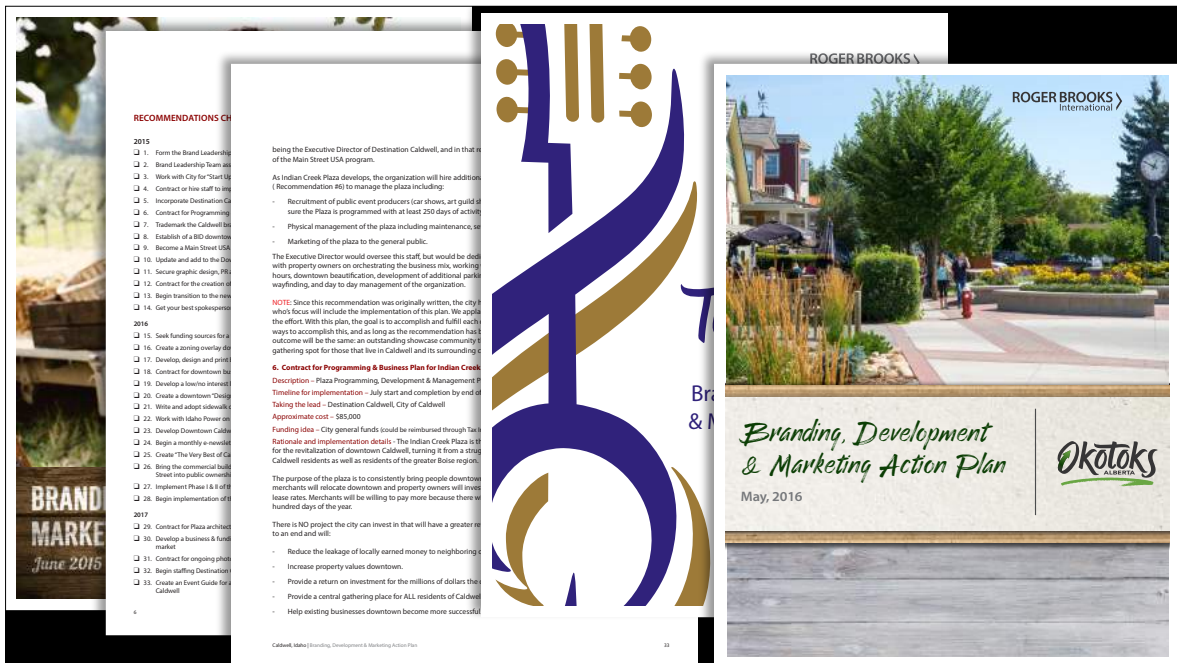 BRAND
MARKE
June 2015
RECOMMENDATIONS CH
2015
❑ 1. Form the Brand Leadership
❑ 2. Brand Leadership Team ass
❑ 3. Work with City for "Start Up
❑ 4. Contract or hire staff to imp
❑ 5. Incorporate Destination Ca
❑ 6. Contract for Programming
❑ 7. Trademark the Caldwell bra
❑ 8. Establish of a BID downtow
❑ 9. Become a Main Street USA
❑ 10. Update and add to the Dow
❑ 11. Secure graphic design, PR a
❑ 12. Contract for the creation of
❑ 13. Begin transition to the new
❑ 14. Get your best spokesperson
2016
❑ 15. Seek funding sources for a
❑ 16. Create a zoning overlay do
❑ 17. Develop, design and print
❑ 18. Contract for downtown bu
❑ 19. Develop a low/no interest l
❑ 20. Create a downtown "Desig
❑ 21. Write and adopt sidewalk c
❑ 22. Work with Idaho Power on
❑ 23. Develop Caldwell Downtow
❑ 24. Begin a monthly e-newslet
❑ 25. Create "The Very Best of Ca
❑ 26. Bring the commercial build
Street into public ownersh
❑ 27. Implement Phase I & II of t
❑ 28. Begin implementation of t
2017
❑ 29. Contract for Plaza architect
❑ 30. Develop a business & fundi
market
❑ 31. Contract for ongoing phot
❑ 32. Begin staffing Destination
❑ 33. Create an Event Guide for a
Caldwell
6
being the Executive Director of Destination Caldwell, and in that re
of the Main Street USA program.
As Indian Creek Plaza develops, the organization will hire additiona
( Recommendation #6) to manage the plaza including:
- Recruitment of public event producers (car shows, art guild sh
sure the Plaza is programmed with at least 250 days of activity
- Physical management of the plaza including maintenance, se
- Marketing of the plaza to the general public.
The Executive Director would oversee this staff, but would be dedi
with property owners on orchestrating the business mix, working
hours, downtown beautification, development of additional parki
wayfinding, and day to day management of the organization.
NOTE: Since this recommendation was originally written, the city h
who's focus will include the implementation of this plan. We appla
the effort. With this plan, the goal is to accomplish and fulfill each
ways to accomplish this, and as long as the recommendation has b
outcome will be the same: an outstanding showcase community t
gathering spot for those that live in Caldwell and its surrounding c
6. Contract for Programming & Business Plan for Indian Creek
Description – Plaza Programming, Development & Management P
Timeline for implementation – July start and completion by end of
Taking the lead – Destination Caldwell, City of Caldwell
Approximate cost – $85,000
Funding idea – City general funds (could be reimbursed through Tax I
Rationale and implementation details - The Indian Creek Plaza is th
for the revitalization of downtown Caldwell, turning it from a strug
Caldwell residents as well as residents of the greater Boise region.
The purpose of the plaza is to consistently bring people downtow
merchants will relocate downtown and property owners will inves
lease rates. Merchants will be willing to pay more because there w
hundred days of the year.
There is NO project the city can invest in that will have a greater re
to an end and will:
- Reduce the leakage of locally earned money to neighboring c
- Increase property values downtown.
- Provide a return on investment for the millions of dollars the c
- Provide a central gathering place for ALL residents of Caldwel
- Help existing businesses downtown become more successful
Caldwell, Idaho | Branding, Development & Marketing Action Plan 33
ROGER BROOKS
Bra
& M
ROGER BROOKS
International
Branding, Development
& Marketing Action Plan
May, 2016
Okotoks
ALBERTA